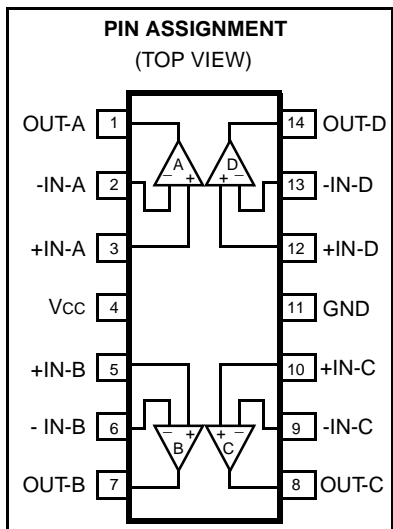 PIN ASSIGNMENT
(TOP VIEW)
OUT-A 1 14 OUT-D
A D
-IN-A 2 − + + − 13 -IN-D
+IN-A 3 12 +IN-D
VCC 4 11 GND
+IN-B 5 10 +IN-C
- IN-B 6 − + + − 9 -IN-C
B C
OUT-B 7 8 OUT-C